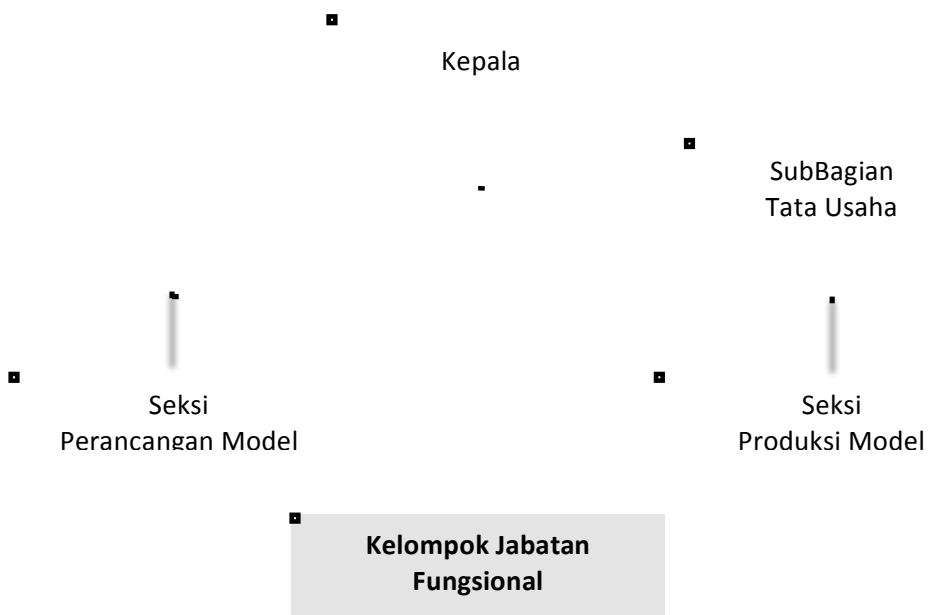 Kepala
SubBagian
Tata Usaha
Seksi
Perancangan Model
Seksi
Produksi Model
Kelompok Jabatan
Fungsional